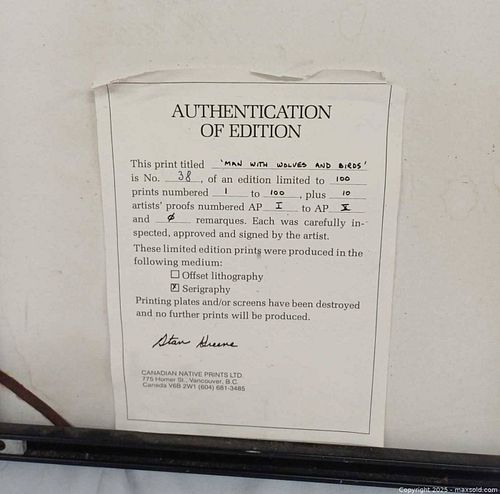 AUTHENTICATION
OF EDITION
This print titled 'MAN WITH WOLVES AND BIRDS'
is No. 38, of an edition limited to 100
prints numbered 1 to 100, plus 10
artists' proofs numbered AP I to AP X
and ø remarques. Each was carefully in-
spected, approved and signed by the artist.
These limited edition prints were produced in the
following medium:
☐ Offset lithography
☒ Serigraphy
Printing plates and/or screens have been destroyed
and no further prints will be produced.
Stan Greene
CANADIAN NATIVE PRINTS LTD.
775 Homer St., Vancouver, B.C.
Canada V6B 2W1 (604) 681-3485
Copyright 2025 - maxsold.com